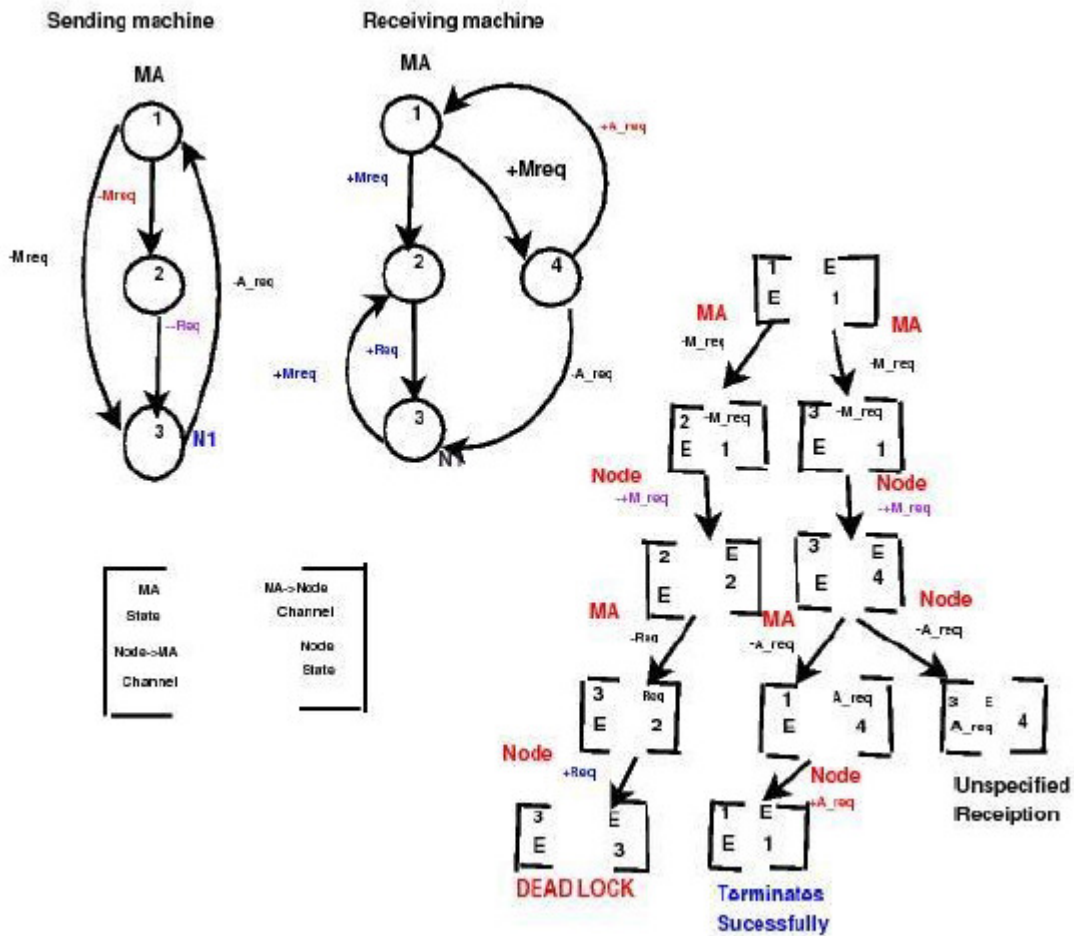 Sending machine
Receiving machine
MA
1
-Mreq
-Mreq
2
--Req
-A_req
3
N1
MA
1
+A_req
+Mreq
+Mreq
2
4
+Req
+Mreq
-A_req
3
N1
MA
MA->Node
State
Channel
Node->MA
Node
State
Channel
1 E
E 1
MA
MA
-M_req
-M_req
2 -M_req
E 1
3 -M_req
E 1
Node
-+M_req
Node
-+M_req
2 E
E 2
3 E
E 4
MA
-Req
MA
-A_req
Node
-A_req
3 Req
E 2
1 A_req
E 4
3 E
A_req 4
Node
+Req
Node
+A_req
Unspecified
Receiption
3 E
E 3
1 E
E 1
DEAD LOCK
Terminates
Sucessfully